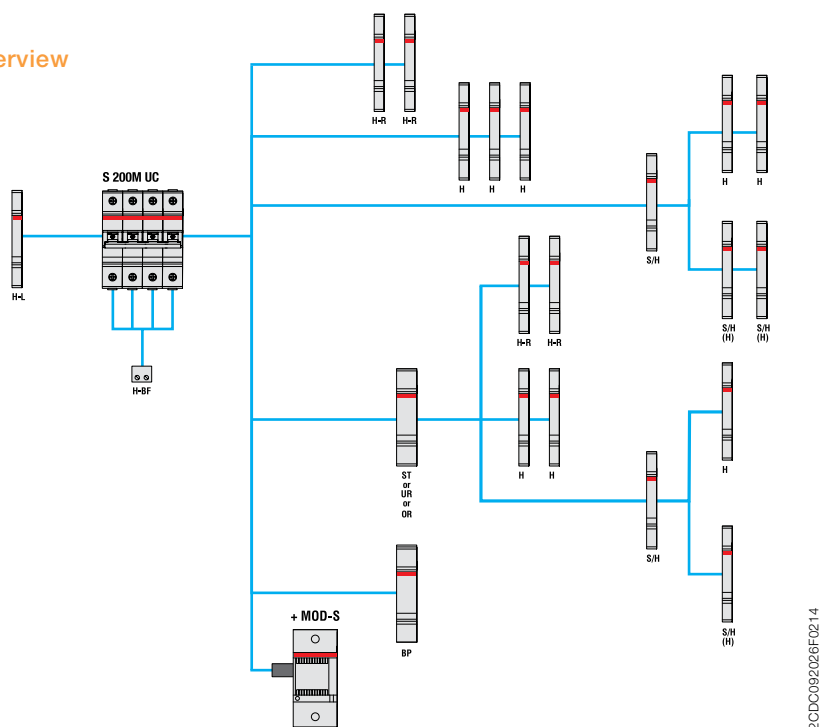 erview
H-R H-R
H H H
S 200M UC
H H
S/H
H-L
S/H S/H
(H) (H)
H-R H-R
H-BF
H
ST
or
UR
or
OR
H H
S/H
+ MOD-S
BP
S/H
(H)
2CDC092026F0214